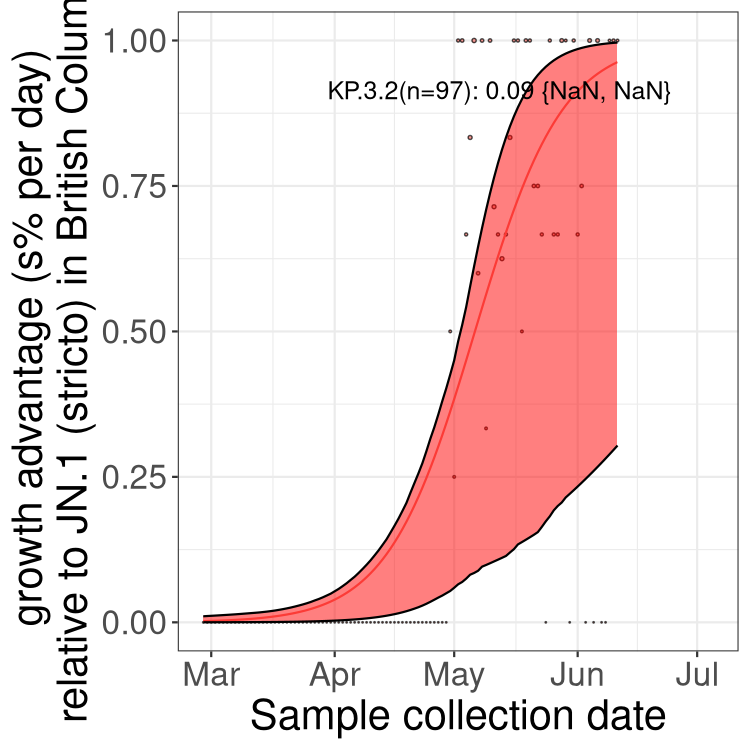 growth advantage (s% per day)
relative to JN.1 (stricto) in British Colum
1.00
0.75
0.50
0.25
0.00
KP.3.2(n=97): 0.09 {NaN, NaN}
Mar Apr May Jun Jul
Sample collection date